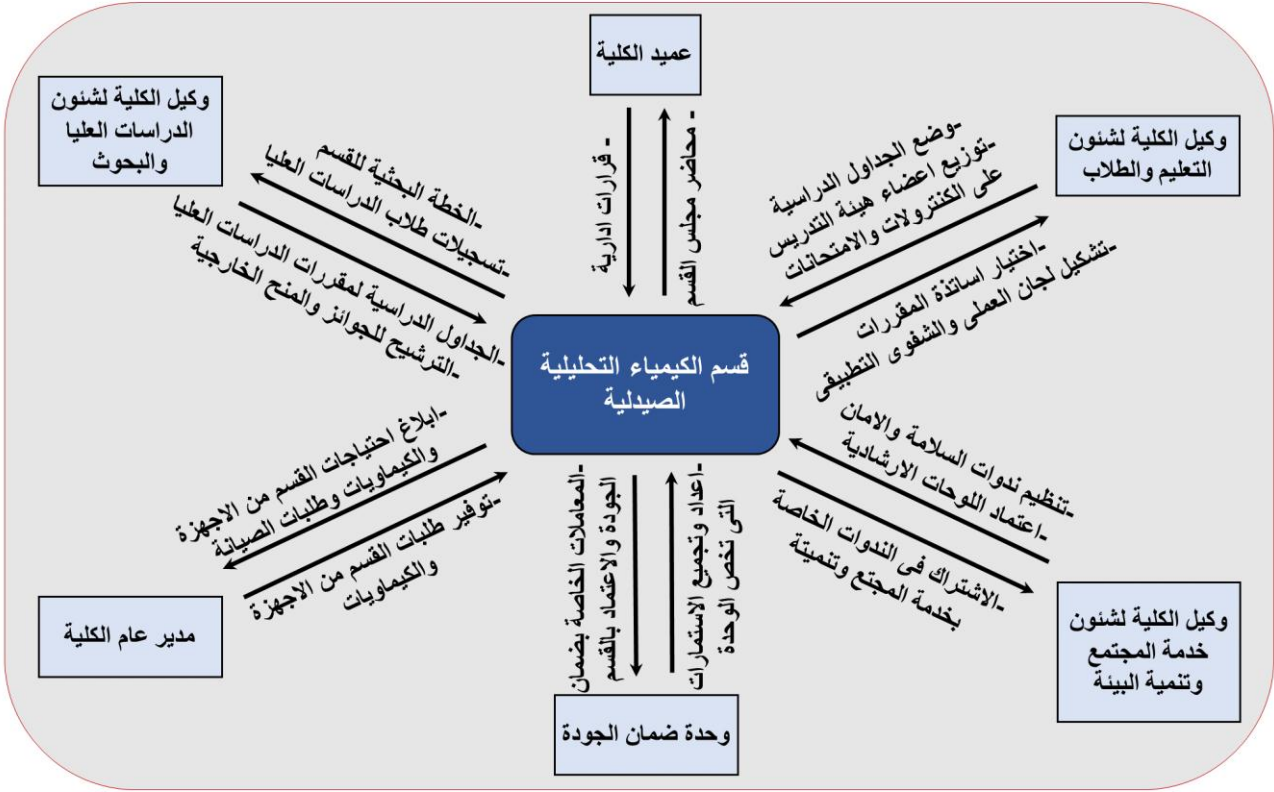 عميد الكلية
- قرارات ادارية
- محاضر مجلس القسم
وكيل الكلية لشئون
التعليم والطلاب
-وضع الجداول الدراسية
-توزيع اعضاء هيئة التدريس
على الكنترولات والامتحانات
-اختيار اساتذة المقررات
-تشكيل لجان العملى والشفوى التطبيقى
وكيل الكلية لشئون
الدراسات العليا
والبحوث
-الخطة البحثية للقسم
-تسجيلات طلاب الدراسات العليا
-الجداول الدراسية لمقررات الدراسات العليا
-الترشيح للجوائز والمنح الخارجية
قسم الكيمياء التحليلية
الصيدلية
-تنظيم ندوات السلامة والامان
-اعتماد اللوحات الارشادية
-الاشتراك فى الندوات الخاصة
بخدمة المجتع وتنميتة
وكيل الكلية لشئون
خدمة المجتمع
وتنمية البيئة
-ابلاغ احتياجات القسم من الاجهزة
والكيماويات وطلبات الصيانة
-توفير طلبات القسم من الاجهزة
والكيماويات
مدير عام الكلية
-المعاملات الخاصة بضمان
الجودة والاعتماد بالقسم
-اعداد وتجميع الاستمارات
التى تخص الوحدة
وحدة ضمان الجودة